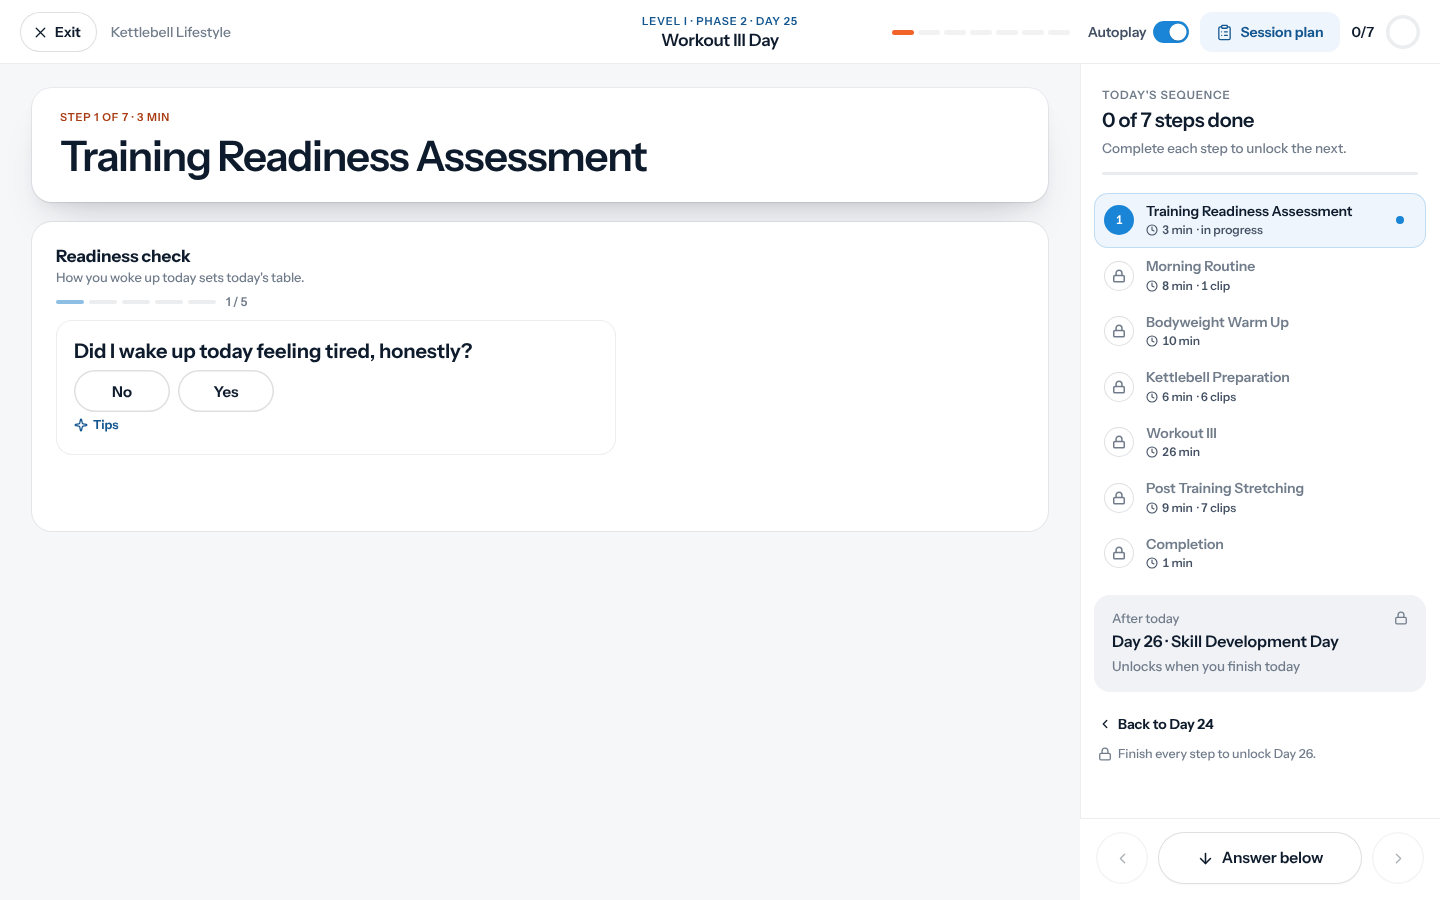 Exit
Kettlebell Lifestyle
LEVEL I · PHASE 2 · DAY 25
Workout III Day
Autoplay
Session plan
0/7
STEP 1 OF 7 · 3 MIN
Training Readiness Assessment
Readiness check
How you woke up today sets today's table.
1 / 5
Did I wake up today feeling tired, honestly?
No
Yes
Tips
TODAY'S SEQUENCE
0 of 7 steps done
Complete each step to unlock the next.
1
Training Readiness Assessment
3 min · in progress
Morning Routine
8 min · 1 clip
Bodyweight Warm Up
10 min
Kettlebell Preparation
6 min · 6 clips
Workout III
26 min
Post Training Stretching
9 min · 7 clips
Completion
1 min
After today
Day 26 · Skill Development Day
Unlocks when you finish today
Back to Day 24
Finish every step to unlock Day 26.
Answer below